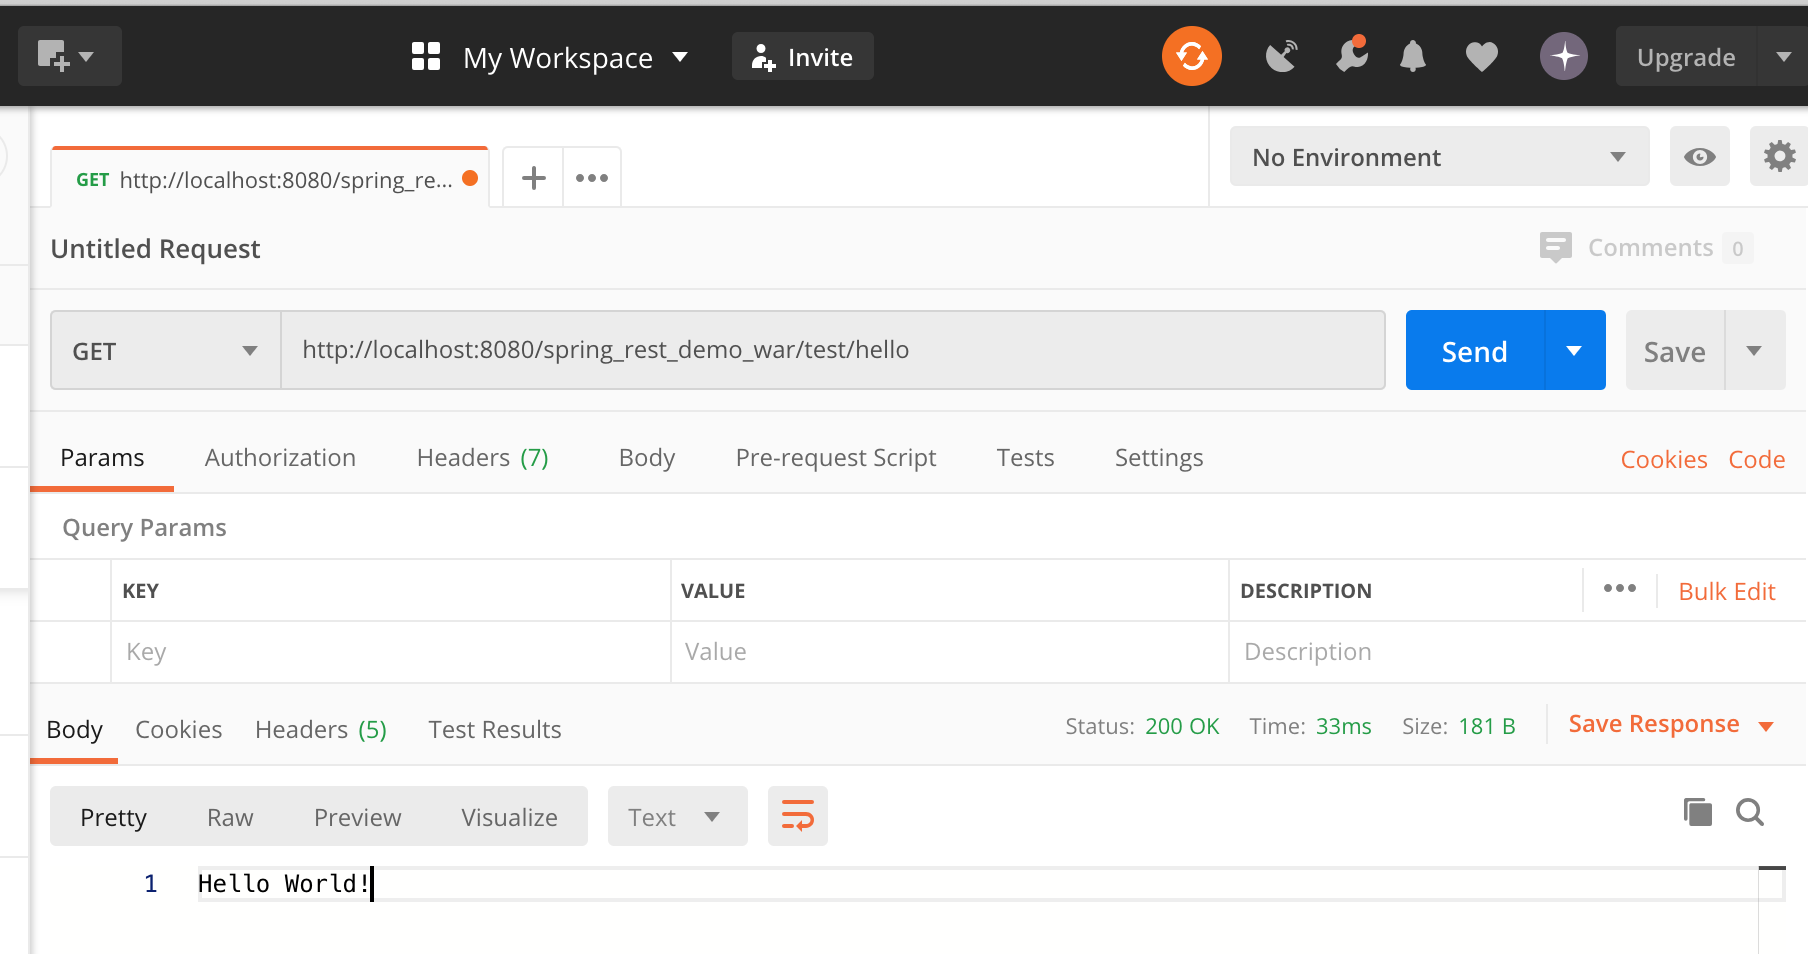 My Workspace Invite Upgrade
GET http://localhost:8080/spring_re... No Environment
Untitled Request Comments 0
GET http://localhost:8080/spring_rest_demo_war/test/hello Send Save
Params Authorization Headers (7) Body Pre-request Script Tests Settings Cookies Code
Query Params
KEY VALUE DESCRIPTION Bulk Edit
Key Value Description
Body Cookies Headers (5) Test Results Status: 200 OK Time: 33ms Size: 181 B Save Response
Pretty Raw Preview Visualize Text
1 Hello World!